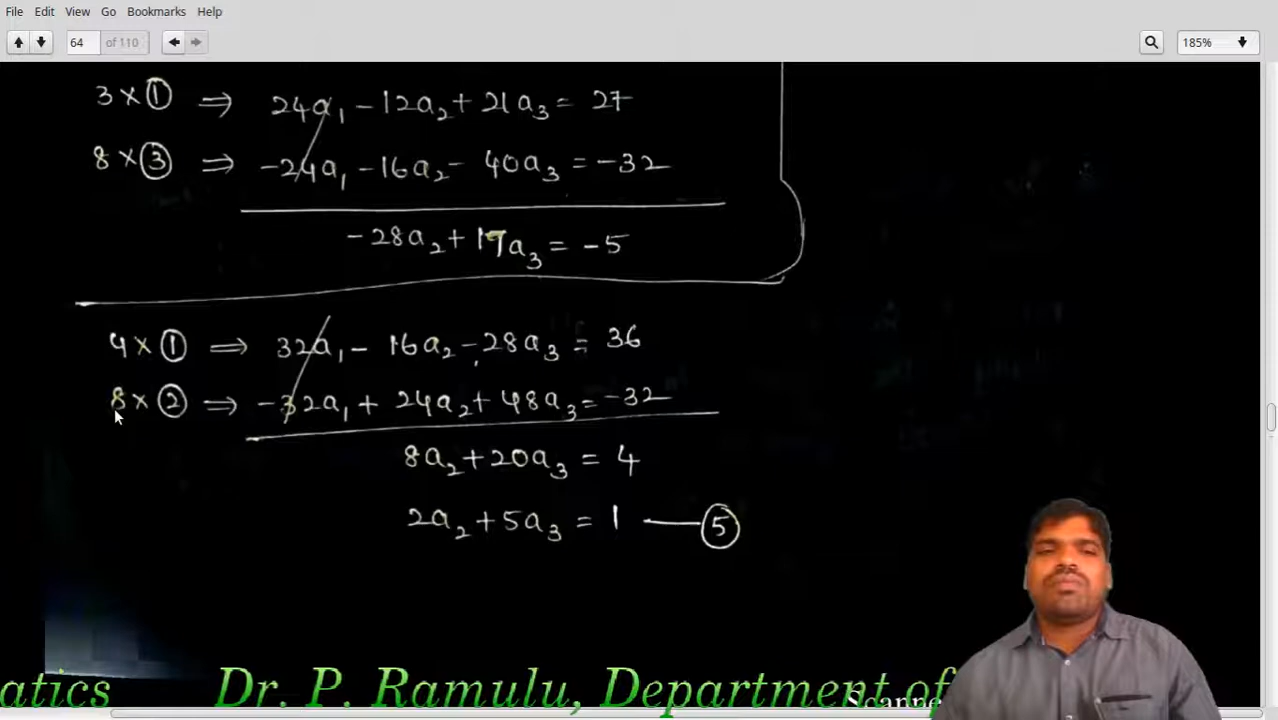 File Edit View Go Bookmarks Help
64 of 110 185%
3 × ① ⇒ 24a₁ - 12a₂ + 21a₃ = 27
8 × ③ ⇒ -24a₁ - 16a₂ - 40a₃ = -32
-28a₂ + 19a₃ = -5
4 × ① ⇒ 32a₁ - 16a₂ - 28a₃ = 36
8 × ② ⇒ -32a₁ + 24a₂ + 48a₃ = -32
8a₂ + 20a₃ = 4
2a₂ + 5a₃ = 1 — ⑤
atics Dr. P. Ramulu, Department of
Scanne